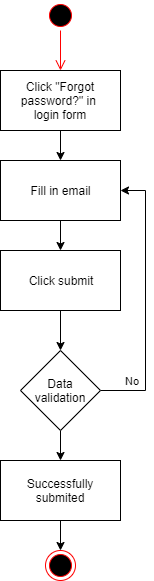 Click "Forgot
password?" in
login form
Fill in email
Click submit
Data
validation
No
Successfully
submited